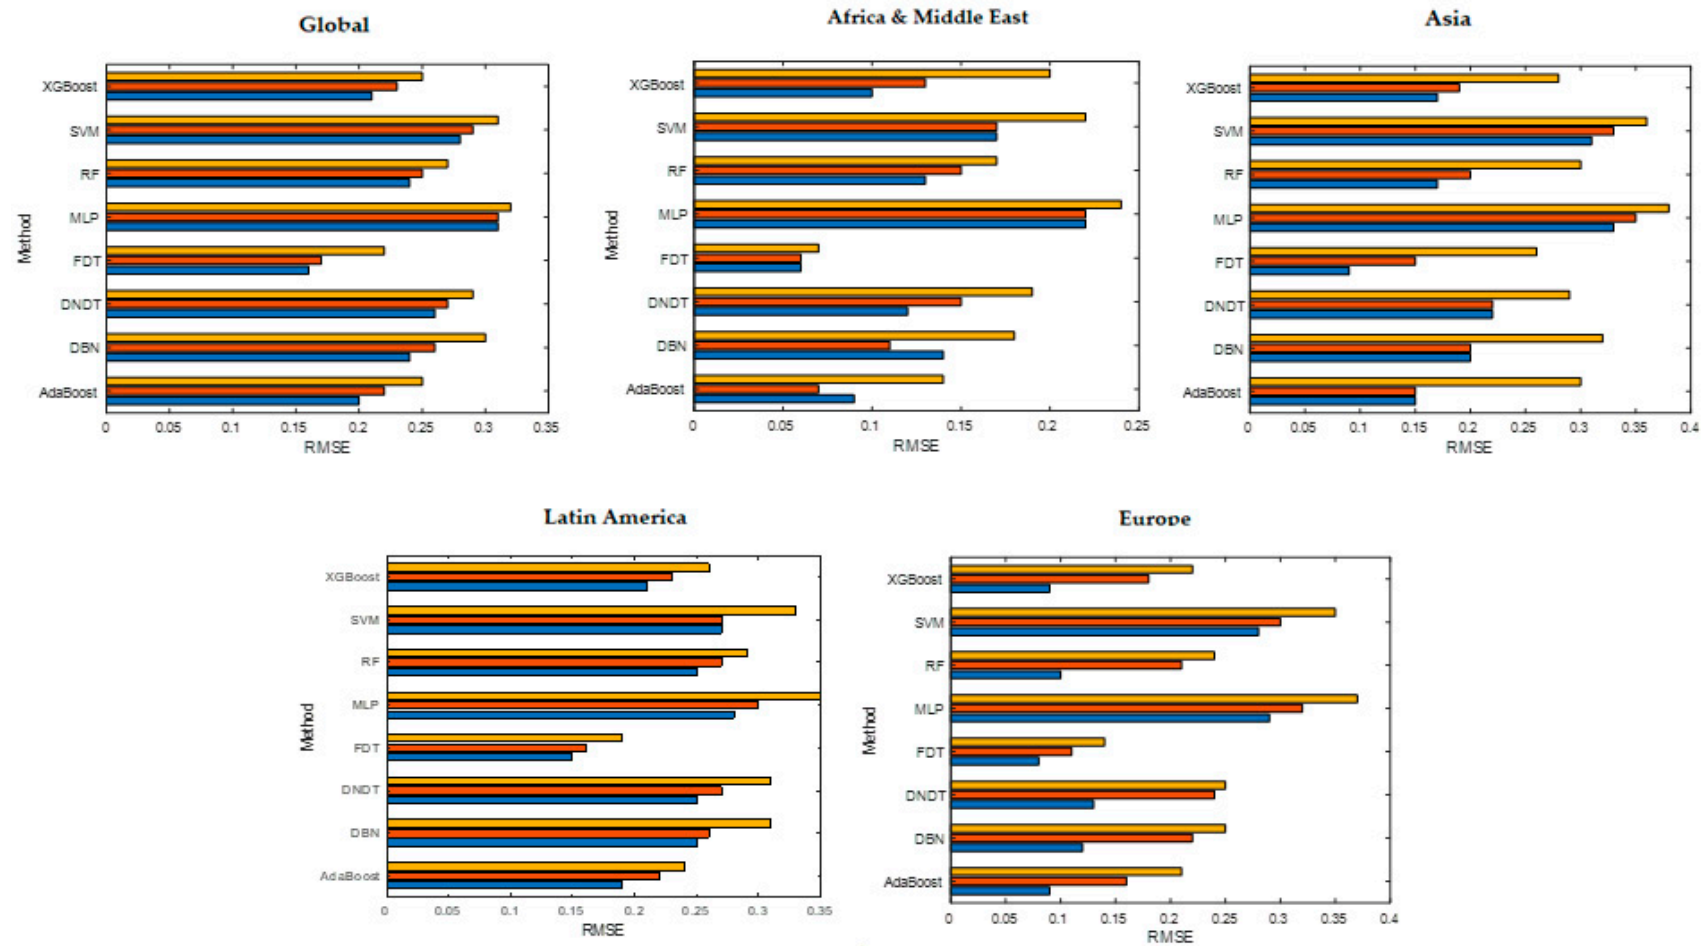 Global
XGBoost
SVM
RF
MLP
FDT
DNDT
DBN
AdaBoost
Method
0 0.05 0.1 0.15 0.2 0.25 0.3 0.35
RMSE
Africa & Middle East
XGBoost
SVM
RF
MLP
FDT
DNDT
DBN
AdaBoost
Method
0 0.05 0.1 0.15 0.2 0.25
RMSE
Asia
XGBoost
SVM
RF
MLP
FDT
DNDT
DBN
AdaBoost
0 0.05 0.1 0.15 0.2 0.25 0.3 0.35 0.4
RMSE
Latin America
XGBoost
SVM
RF
MLP
FDT
DNDT
DBN
AdaBoost
Method
0 0.05 0.1 0.15 0.2 0.25 0.3 0.35
RMSE
Europe
XGBoost
SVM
RF
MLP
FDT
DNDT
DBN
AdaBoost
Method
0 0.05 0.1 0.15 0.2 0.25 0.3 0.35 0.4
RMSE